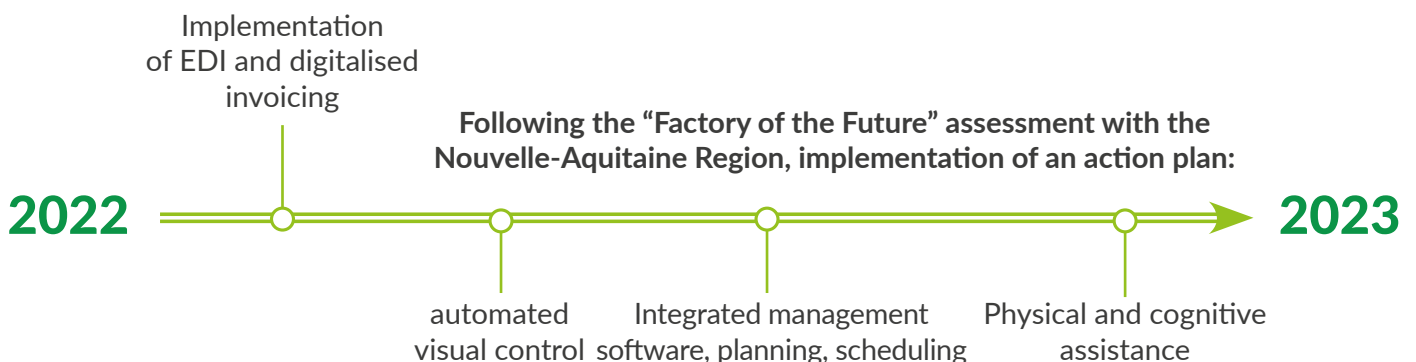 Implementation
of EDI and digitalised
invoicing
Following the “Factory of the Future” assessment with the
Nouvelle-Aquitaine Region, implementation of an action plan:
2022
2023
automated
visual control
Integrated management
software, planning, scheduling
Physical and cognitive
assistance